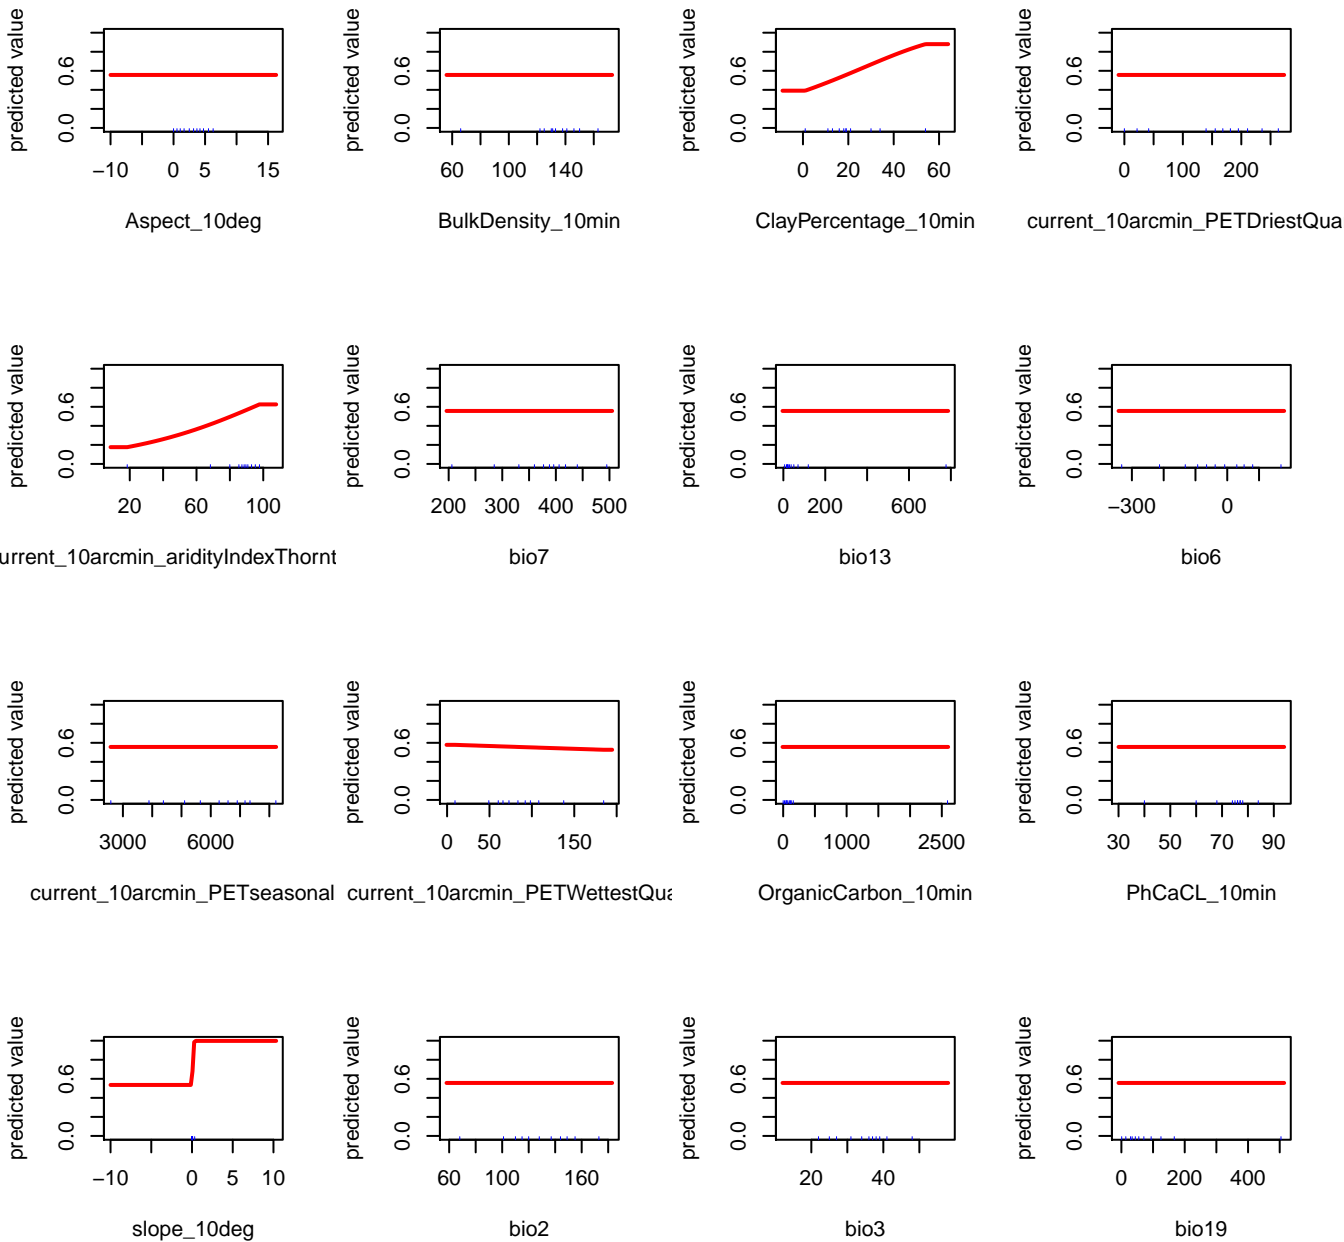 predicted value
0.0 0.6
−10 0 5 15
Aspect_10deg
predicted value
0.0 0.6
60 100 140
BulkDensity_10min
predicted value
0.0 0.6
0 20 40 60
ClayPercentage_10min
predicted value
0.0 0.6
0 100 200
current_10arcmin_PETDriestQua
predicted value
0.0 0.6
20 60 100
urrent_10arcmin_aridityIndexThornt
predicted value
0.0 0.6
200 300 400 500
bio7
predicted value
0.0 0.6
0 200 600
bio13
predicted value
0.0 0.6
−300 0
bio6
predicted value
0.0 0.6
3000 6000
current_10arcmin_PETseasonal
predicted value
0.0 0.6
0 50 150
current_10arcmin_PETWettestQua
predicted value
0.0 0.6
0 1000 2500
OrganicCarbon_10min
predicted value
0.0 0.6
30 50 70 90
PhCaCL_10min
predicted value
0.0 0.6
−10 0 5 10
slope_10deg
predicted value
0.0 0.6
60 100 160
bio2
predicted value
0.0 0.6
20 40
bio3
predicted value
0.0 0.6
0 200 400
bio19